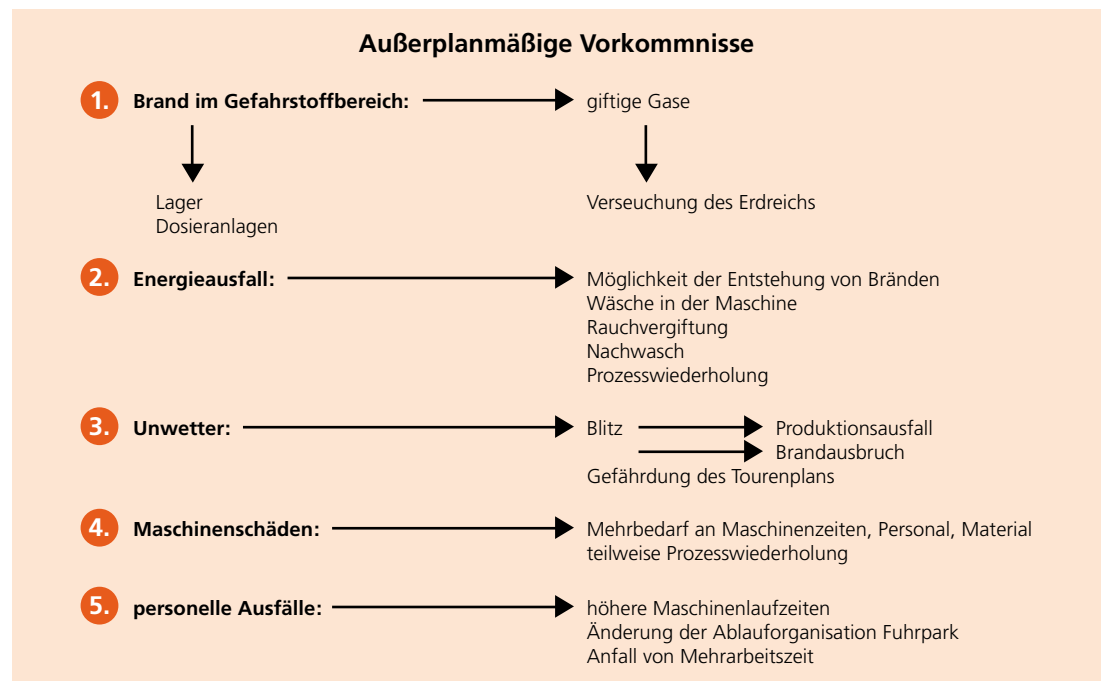 Außerplanmäßige Vorkommnisse
1. Brand im Gefahrstoffbereich: giftige Gase
Lager
Dosieranlagen
Verseuchung des Erdreichs
2. Energieausfall: Möglichkeit der Entstehung von Bränden
Wäsche in der Maschine
Rauchvergiftung
Nachwasch
Prozesswiederholung
3. Unwetter: Blitz Produktionsausfall
Brandausbruch
Gefährdung des Tourenplans
4. Maschinenschäden: Mehrbedarf an Maschinenzeiten, Personal, Material
teilweise Prozesswiederholung
5. personelle Ausfälle: höhere Maschinenlaufzeiten
Änderung der Ablauforganisation Fuhrpark
Anfall von Mehrarbeitszeit